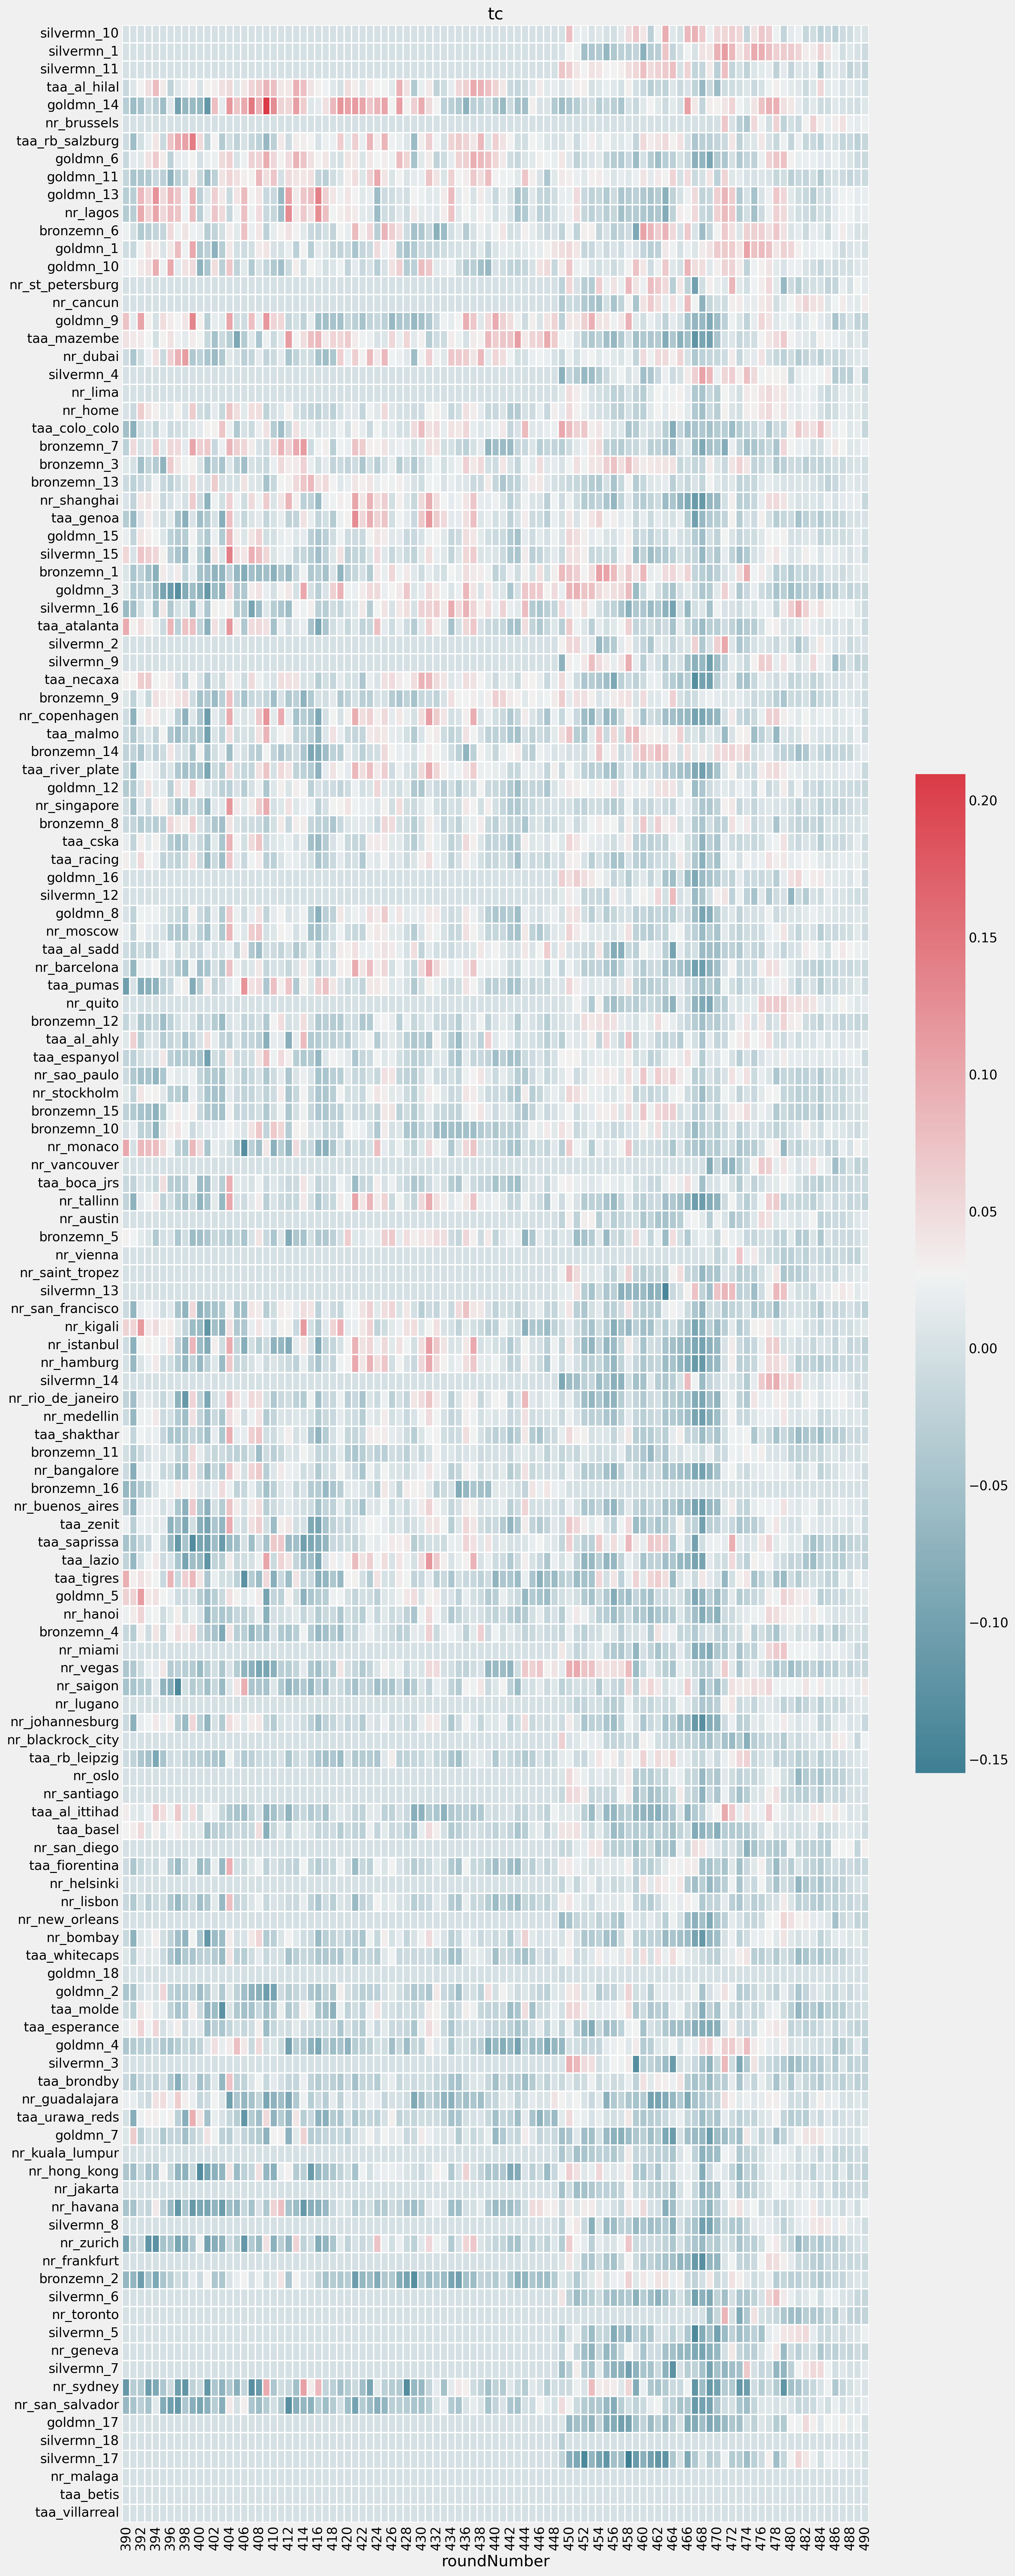 tc
silvermn_10
silvermn_1
silvermn_11
taa_al_hilal
goldmn_14
nr_brussels
taa_rb_salzburg
goldmn_6
goldmn_11
goldmn_13
nr_lagos
bronzemn_6
goldmn_1
goldmn_10
nr_st_petersburg
nr_cancun
goldmn_9
taa_mazembe
nr_dubai
silvermn_4
nr_lima
nr_home
taa_colo_colo
bronzemn_7
bronzemn_3
bronzemn_13
nr_shanghai
taa_genoa
goldmn_15
silvermn_15
bronzemn_1
goldmn_3
silvermn_16
taa_atalanta
silvermn_2
silvermn_9
taa_necaxa
bronzemn_9
nr_copenhagen
taa_malmo
bronzemn_14
taa_river_plate
goldmn_12
nr_singapore
bronzemn_8
taa_cska
taa_racing
goldmn_16
silvermn_12
goldmn_8
nr_moscow
taa_al_sadd
nr_barcelona
taa_pumas
nr_quito
bronzemn_12
taa_al_ahly
taa_espanyol
nr_sao_paulo
nr_stockholm
bronzemn_15
bronzemn_10
nr_monaco
nr_vancouver
taa_boca_jrs
nr_tallinn
nr_austin
bronzemn_5
nr_vienna
nr_saint_tropez
silvermn_13
nr_san_francisco
nr_kigali
nr_istanbul
nr_hamburg
silvermn_14
nr_rio_de_janeiro
nr_medellin
taa_shakthar
bronzemn_11
nr_bangalore
bronzemn_16
nr_buenos_aires
taa_zenit
taa_saprissa
taa_lazio
taa_tigres
goldmn_5
nr_hanoi
bronzemn_4
nr_miami
nr_vegas
nr_saigon
nr_lugano
nr_johannesburg
nr_blackrock_city
taa_rb_leipzig
nr_oslo
nr_santiago
taa_al_ittihad
taa_basel
nr_san_diego
taa_fiorentina
nr_helsinki
nr_lisbon
nr_new_orleans
nr_bombay
taa_whitecaps
goldmn_18
goldmn_2
taa_molde
taa_esperance
goldmn_4
silvermn_3
taa_brondby
nr_guadalajara
taa_urawa_reds
goldmn_7
nr_kuala_lumpur
nr_hong_kong
nr_jakarta
nr_havana
silvermn_8
nr_zurich
nr_frankfurt
bronzemn_2
silvermn_6
nr_toronto
silvermn_5
nr_geneva
silvermn_7
nr_sydney
nr_san_salvador
goldmn_17
silvermn_18
silvermn_17
nr_malaga
taa_betis
taa_villarreal
390 392 394 396 398 400 402 404 406 408 410 412 414 416 418 420 422 424 426 428 430 432 434 436 438 440 442 444 446 448 450 452 454 456 458 460 462 464 466 468 470 472 474 476 478 480 482 484 486 488 490
roundNumber
0.20
0.15
0.10
0.05
0.00
−0.05
−0.10
−0.15